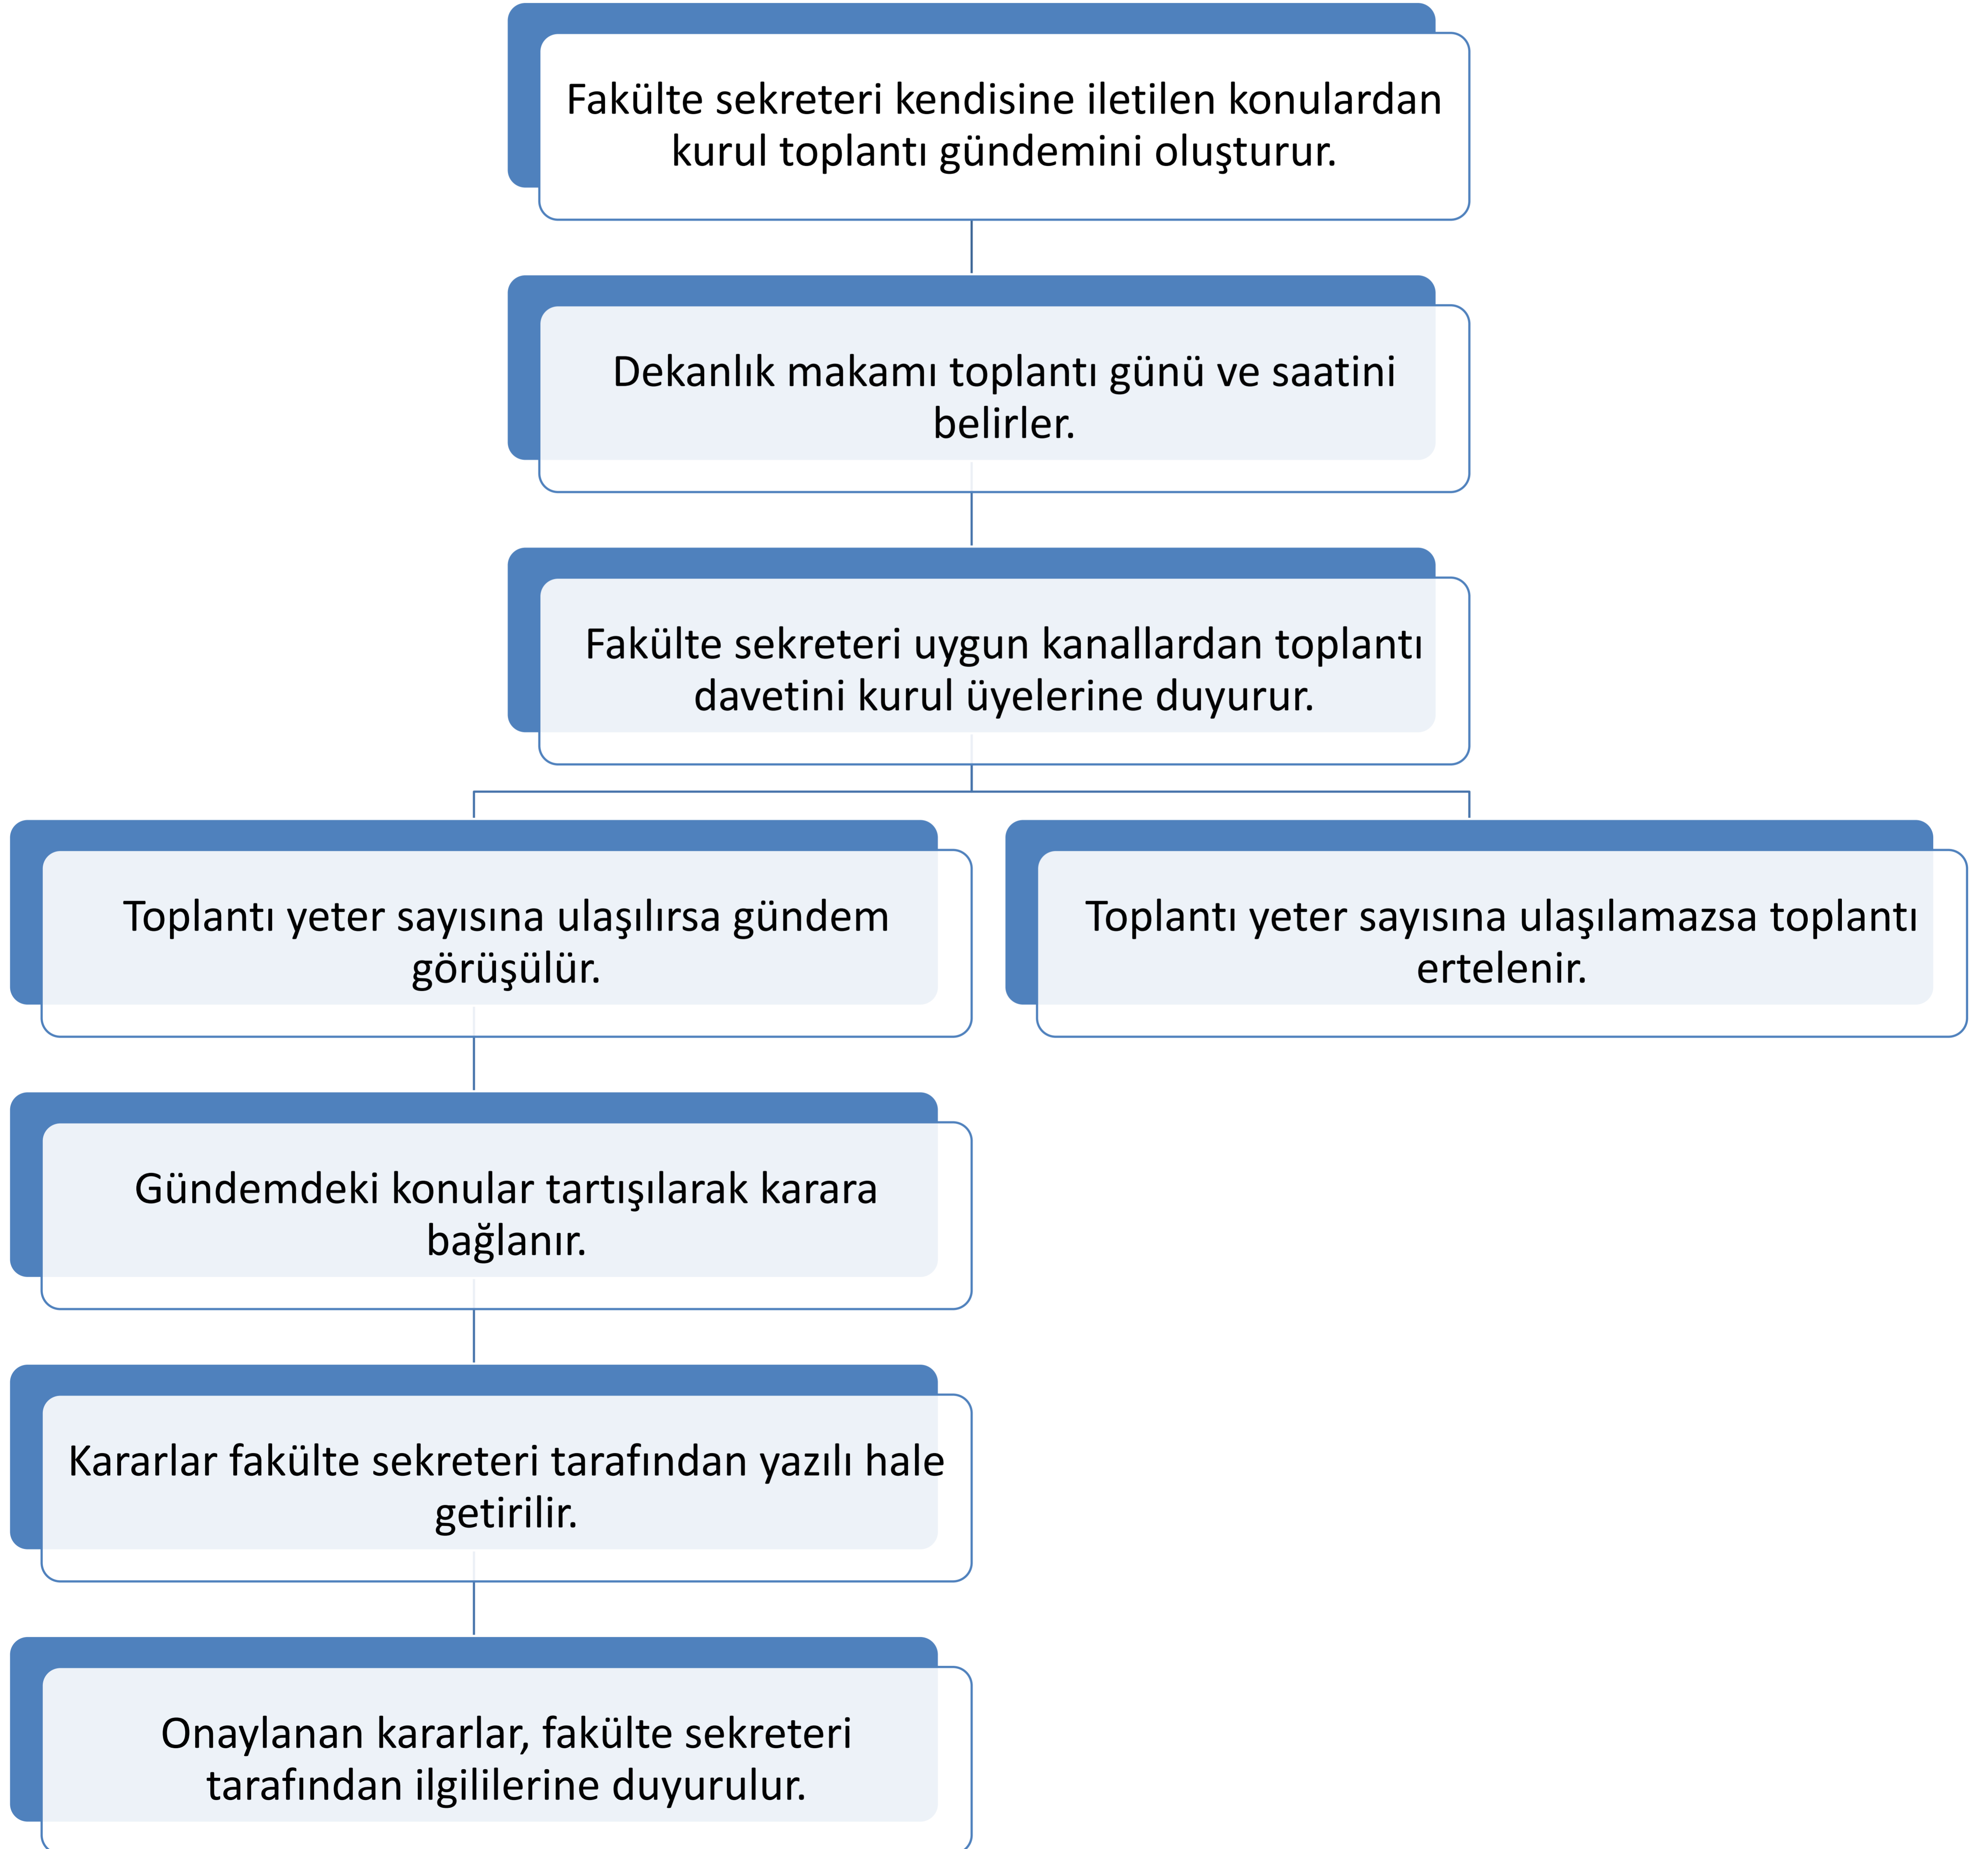 Fakülte sekreteri kendisine iletilen konulardan
kurul toplantı gündemini oluşturur.
Dekanlık makamı toplantı günü ve saatini
belirler.
Fakülte sekreteri uygun kanallardan toplantı
davetini kurul üyelerine duyurur.
Toplantı yeter sayısına ulaşılırsa gündem
görüşülür.
Toplantı yeter sayısına ulaşılamazsa toplantı
ertelenir.
Gündemdeki konular tartışılarak karara
bağlanır.
Kararlar fakülte sekreteri tarafından yazılı hale
getirilir.
Onaylanan kararlar, fakülte sekreteri
tarafından ilgililerine duyurulur.